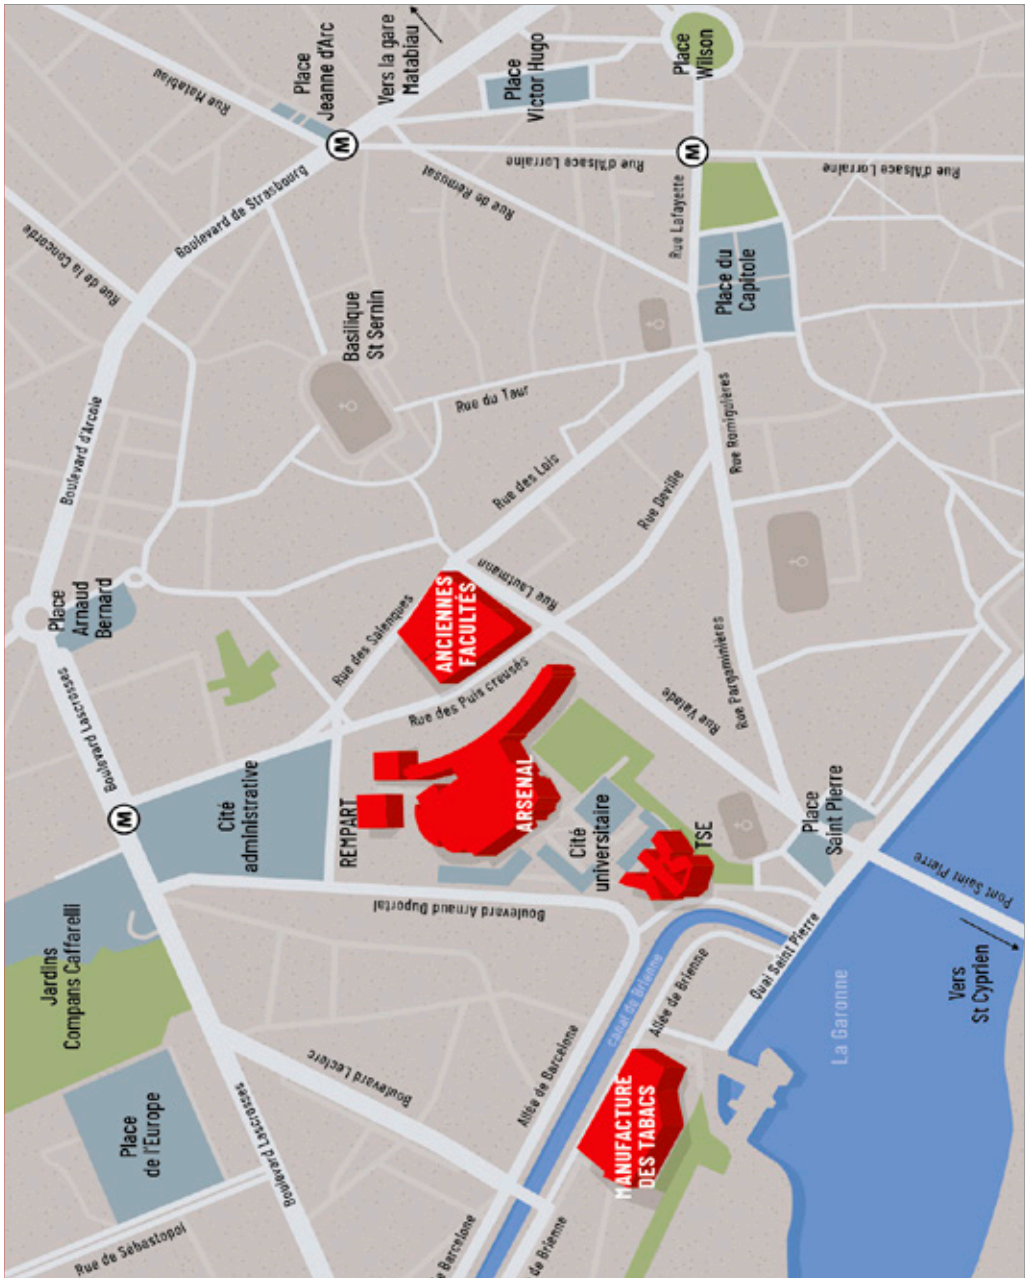 Rue Matabiau
Place
Jeanne d'Arc
Vers la gare
Matabiau
Place
Victor Hugo
Place
Wilson
M
M
Rue d'Alsace Lorraine
Rue d'Alsace Lorraine
Rue de Rémusat
Rue Lafayette
Place du
Capitole
Boulevard de Strasbourg
Rue de la Concorde
Basilique
St Sernin
Rue du Taur
Boulevard d'Arcole
Rue des Lois
Rue Deville
Rue Romiguières
Place
Arnaud
Bernard
Rue des Salenques
ANCIENNES
FACULTÉS
Rue Lautmann
Boulevard Lascrosses
Rue des Puis creusés
Rue Valade
Rue Pargaminières
M
Cité
administrative
REMPART
ARSENAL
Cité
universitaire
TSE
Place
Saint Pierre
Pont Saint Pierre
Boulevard Arnaud Duportal
Jardins
Compans Caffarelli
canal de Brienne
Allée de Brienne
Quai Saint Pierre
Vers
St Cyprien
La Garonne
Boulevard Leclerc
Allée de Barcelone
MANUFACTURE
DES TABACS
Place
de l'Europe
Boulevard Lascrosses
Rue de Sébastopol
e Barcelone
de Brienne